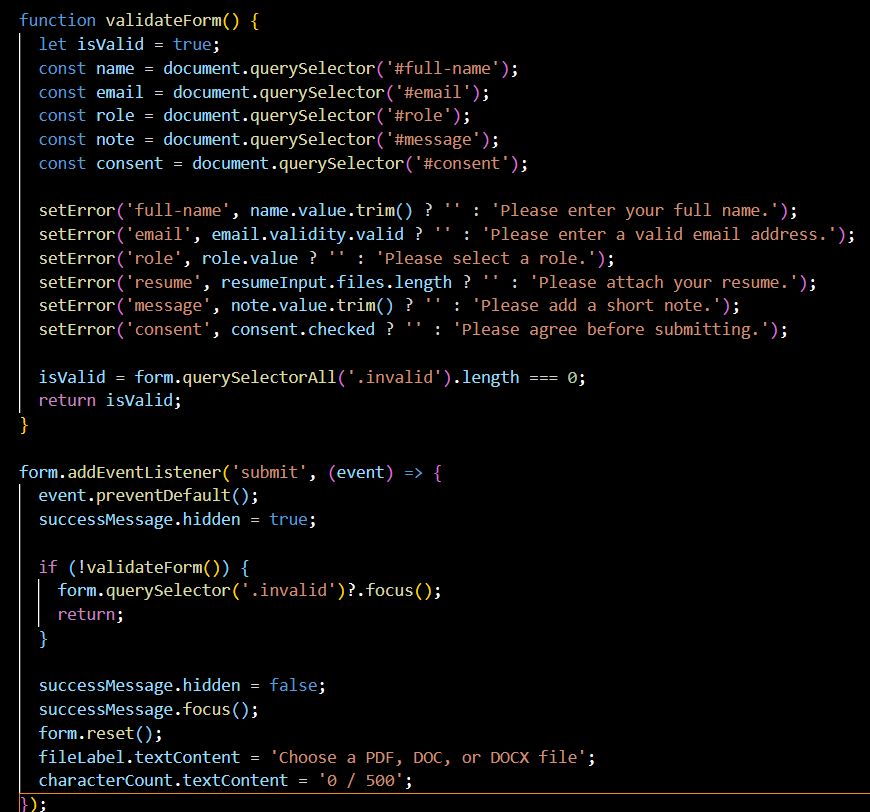 function validateForm() {
  let isValid = true;
  const name = document.querySelector('#full-name');
  const email = document.querySelector('#email');
  const role = document.querySelector('#role');
  const note = document.querySelector('#message');
  const consent = document.querySelector('#consent');

  setError('full-name', name.value.trim() ? '' : 'Please enter your full name.');
  setError('email', email.validity.valid ? '' : 'Please enter a valid email address.');
  setError('role', role.value ? '' : 'Please select a role.');
  setError('resume', resumeInput.files.length ? '' : 'Please attach your resume.');
  setError('message', note.value.trim() ? '' : 'Please add a short note.');
  setError('consent', consent.checked ? '' : 'Please agree before submitting.');

  isValid = form.querySelectorAll('.invalid').length === 0;
  return isValid;
}

form.addEventListener('submit', (event) => {
  event.preventDefault();
  successMessage.hidden = true;

  if (!validateForm()) {
    form.querySelector('.invalid')?.focus();
    return;
  }

  successMessage.hidden = false;
  successMessage.focus();
  form.reset();
  fileLabel.textContent = 'Choose a PDF, DOC, or DOCX file';
  characterCount.textContent = '0 / 500';
});